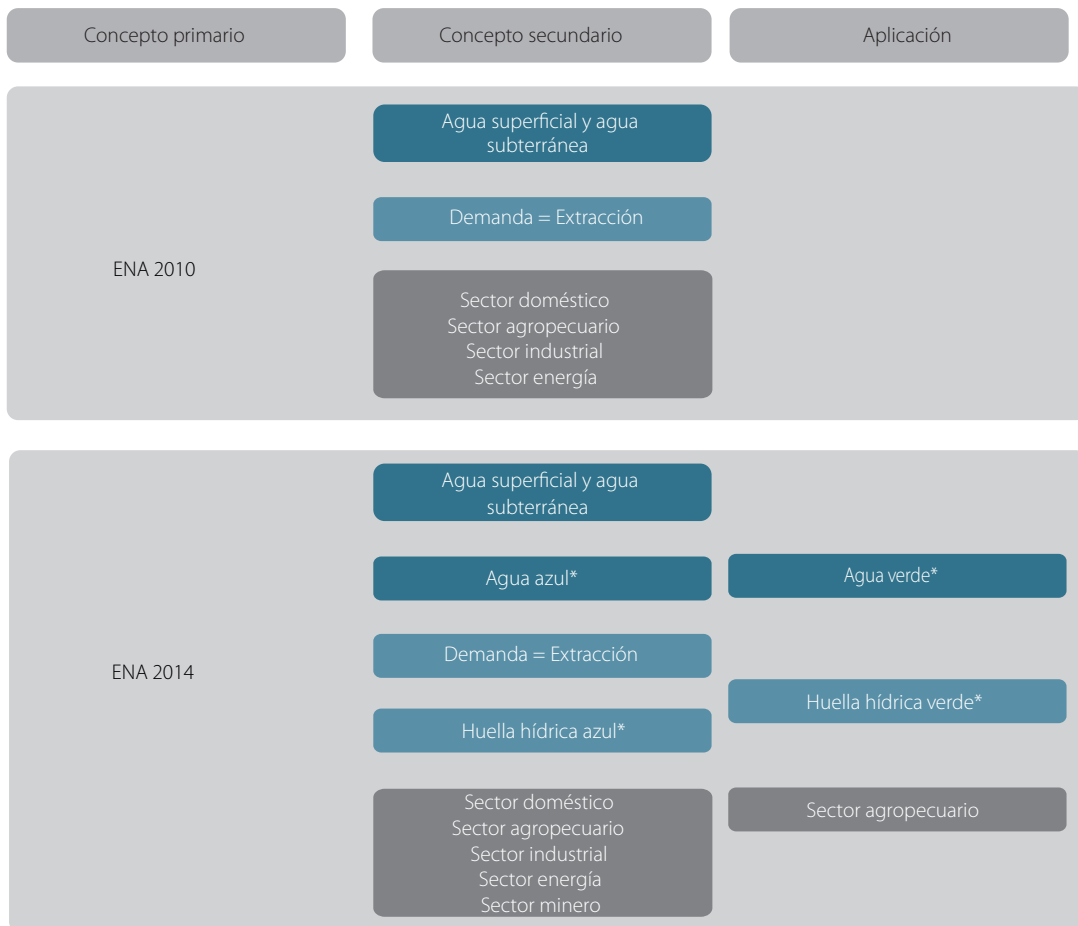 Concepto primario
Concepto secundario
Aplicación
ENA 2010
Agua superficial y agua
subterránea
Demanda = Extracción
Sector doméstico
Sector agropecuario
Sector industrial
Sector energía
ENA 2014
Agua superficial y agua
subterránea
Agua azul*
Agua verde*
Demanda = Extracción
Huella hídrica verde*
Huella hídrica azul*
Sector doméstico
Sector agropecuario
Sector industrial
Sector energía
Sector minero
Sector agropecuario